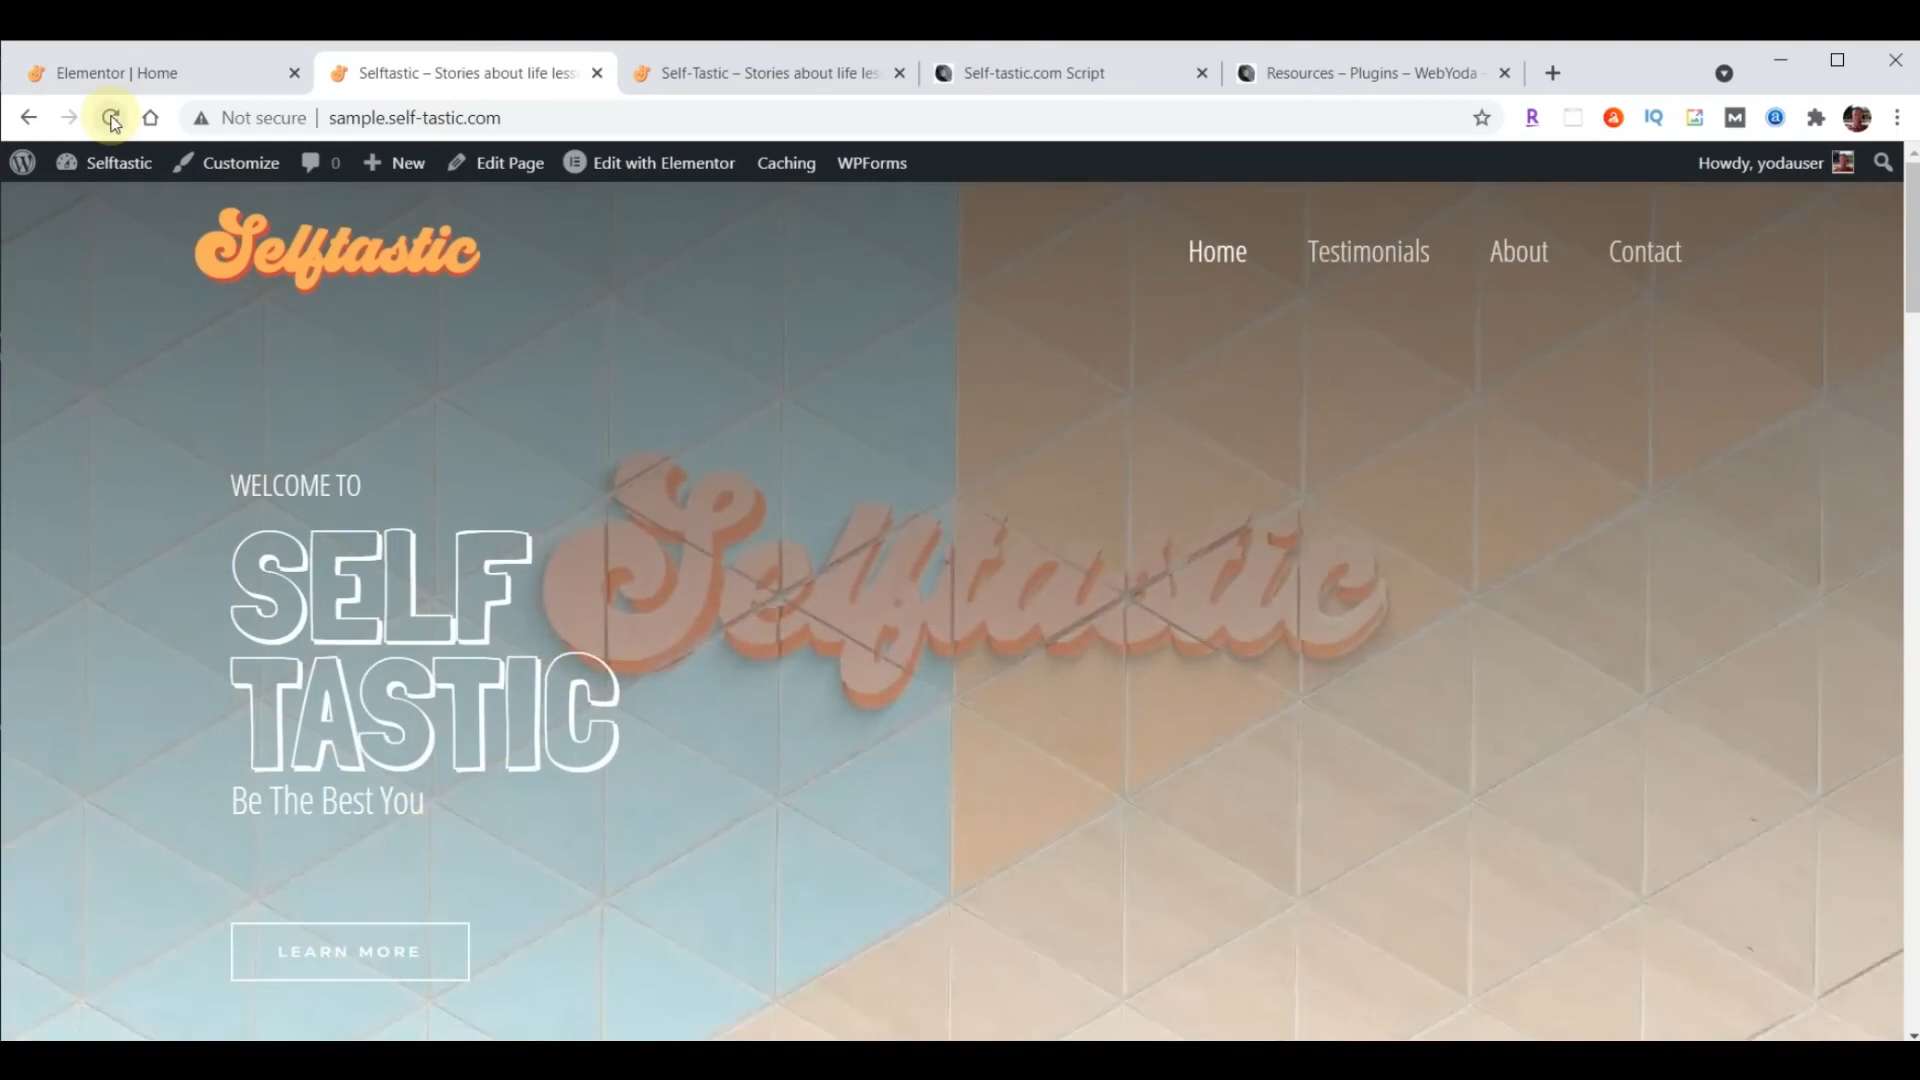 Elementor | Home
Selftastic – Stories about life less
Self-Tastic – Stories about life les
Self-tastic.com Script
Resources – Plugins – WebYoda
Not secure
sample.self-tastic.com
R
a
IQ
M
a
Selftastic
Customize
0
New
Edit Page
Edit with Elementor
Caching
WPForms
Howdy, yodauser
Selftastic
Home
Testimonials
About
Contact
WELCOME TO
SELF
TASTIC
Selftastic
Be The Best You
LEARN MORE